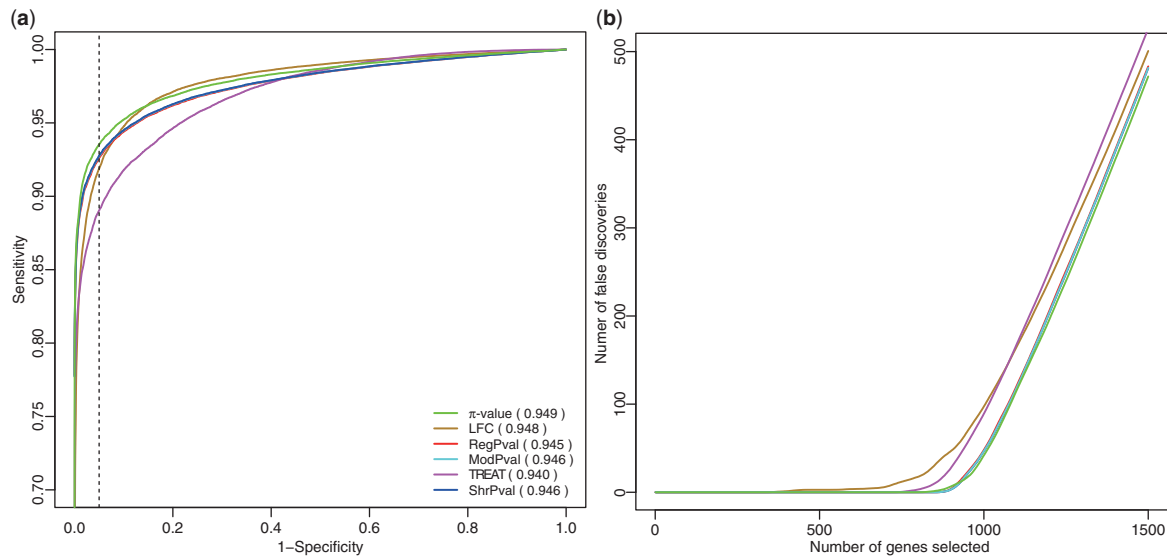 (a)
1.00
0.95
0.90
0.85
0.80
0.75
0.70
Sensitivity
π-value ( 0.949 )
LFC ( 0.948 )
RegPval ( 0.945 )
ModPval ( 0.946 )
TREAT ( 0.940 )
ShrPval ( 0.946 )
0.0 0.2 0.4 0.6 0.8 1.0
1−Specificity
(b)
500
400
300
200
100
0
Numer of false discoveries
0 500 1000 1500
Number of genes selected